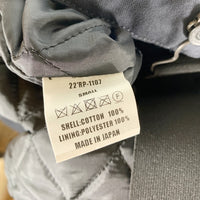 22'RP-1107
SMALL
SHELL:COTTON 100%
LINING:POLYESTER 100%
MADE IN JAPAN